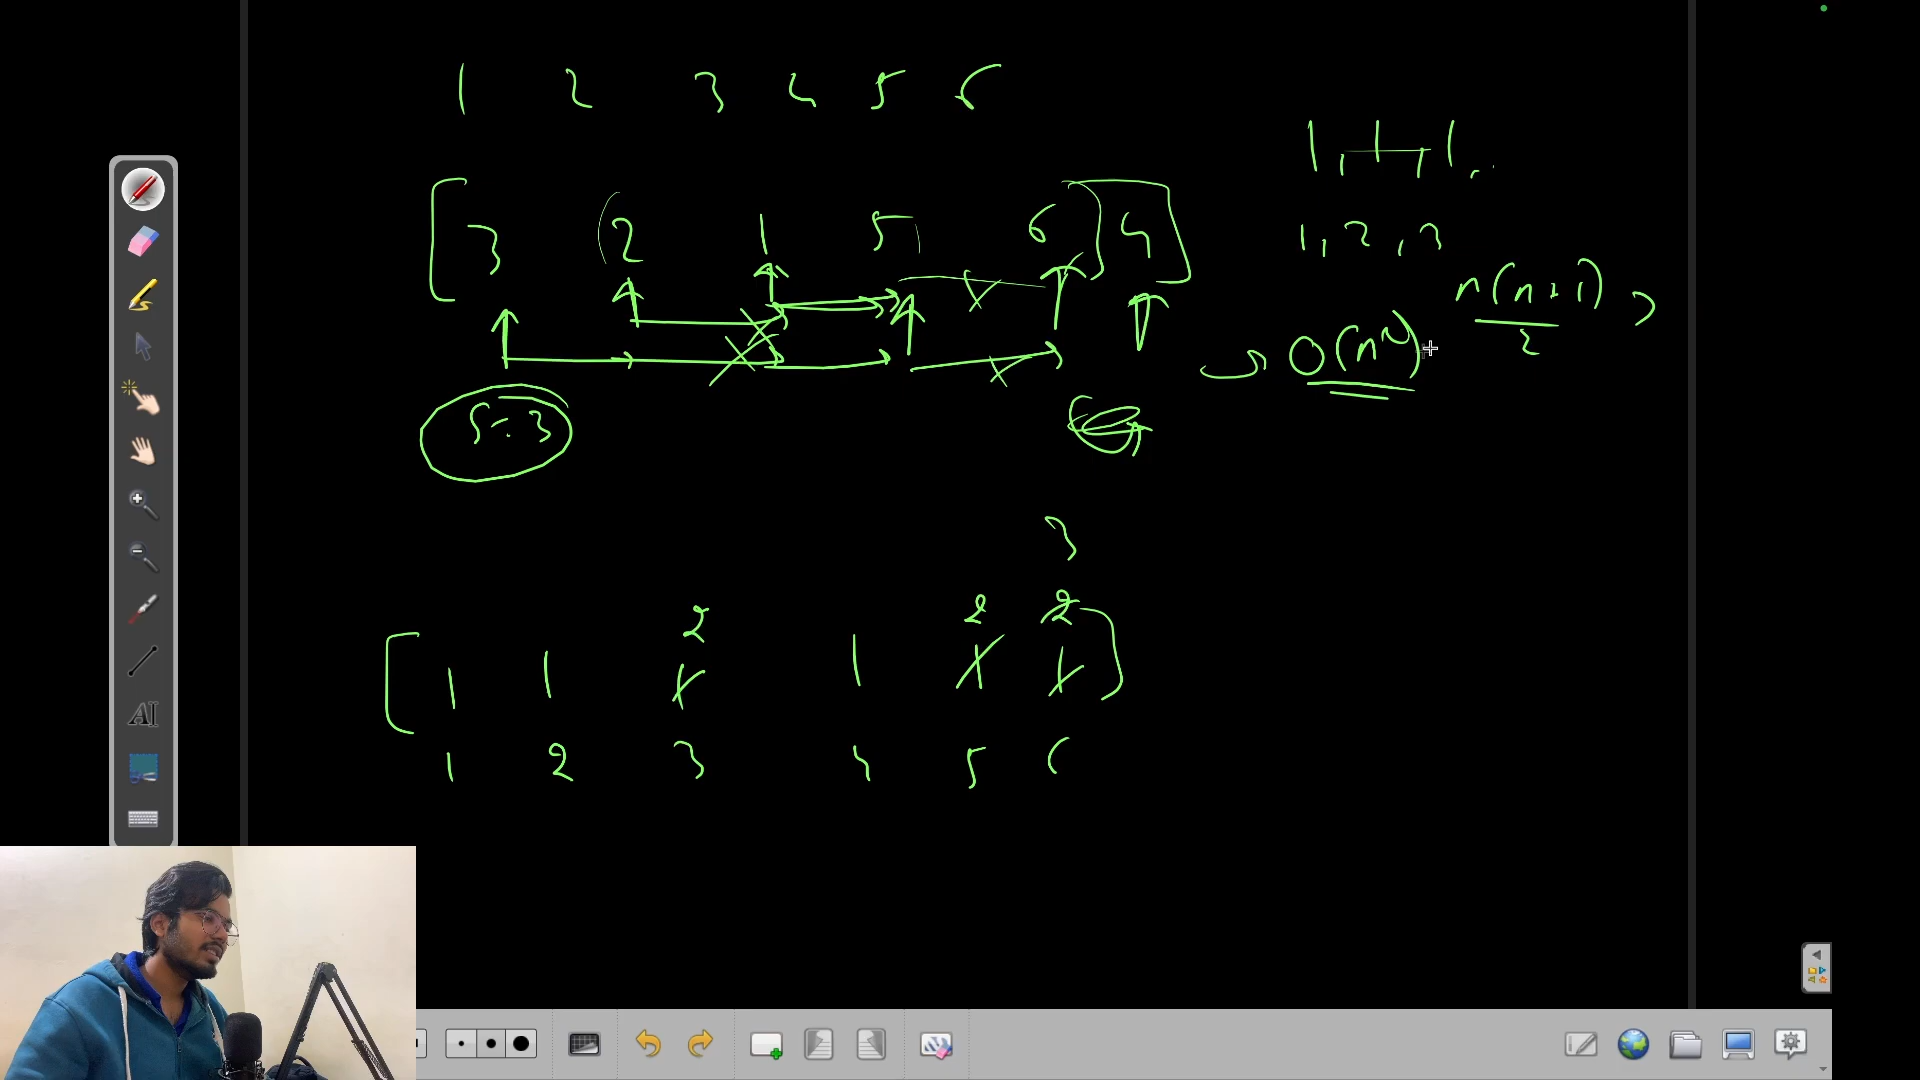 1 2 3 4 5 6
1, 1, 1, .
[3 (2 1 5, 6) 4]
1, 2, 3
n(n+1)
2
O(n²)
5-:3
3
2 2 2
[1 1 1 1 1 1]
1 2 3 4 5 6
AI